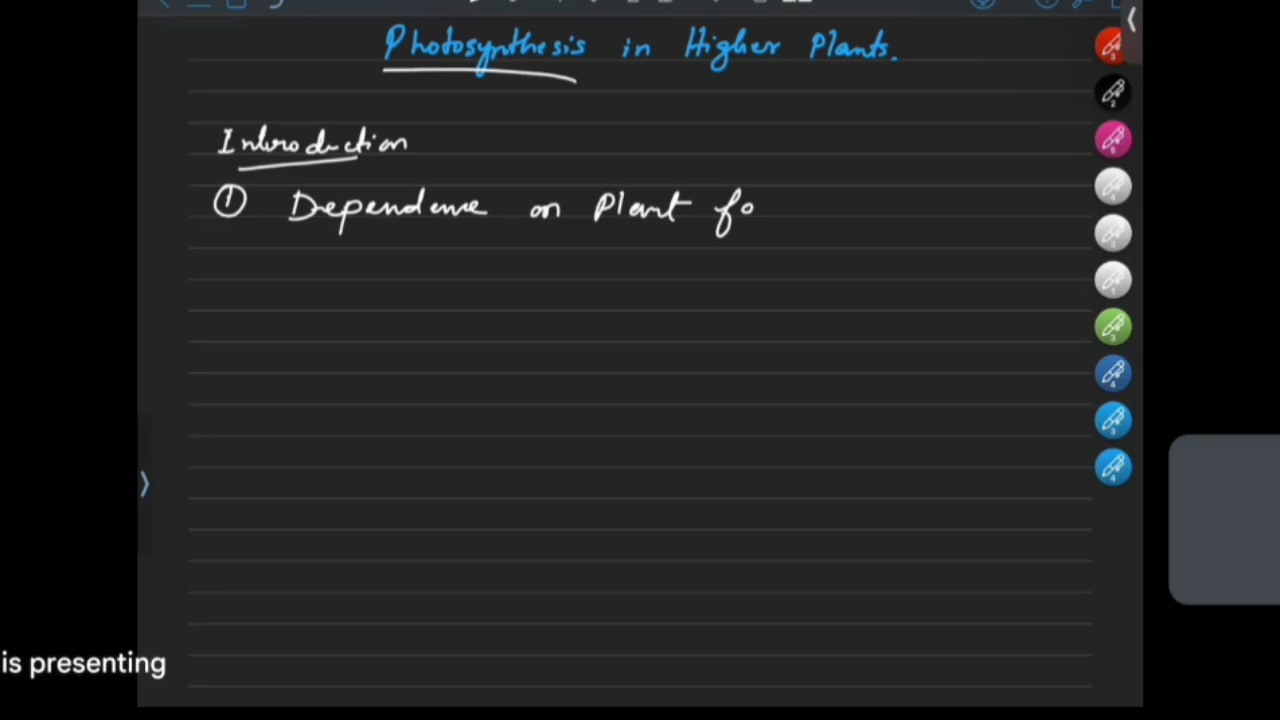 Photosynthesis in Higher Plants.
Introduction
① Dependence on Plant fo
is presenting